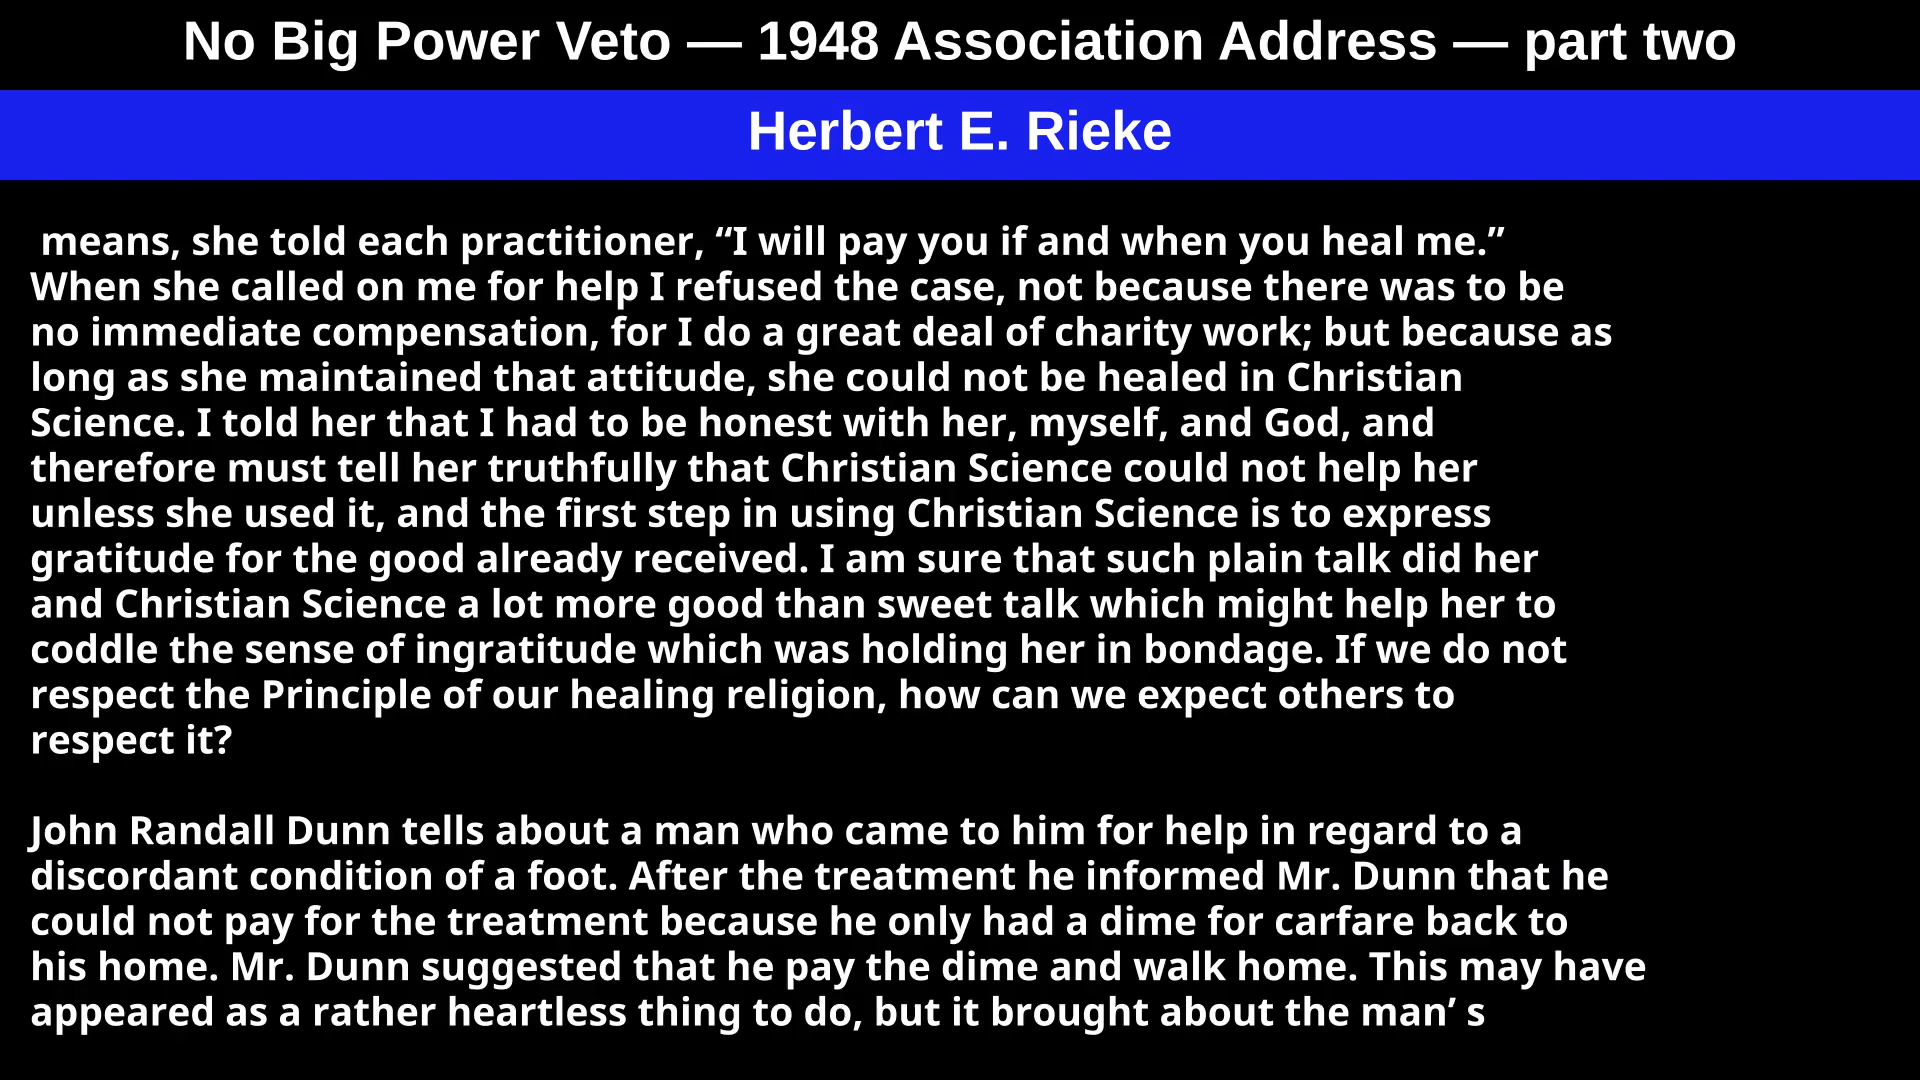 No Big Power Veto — 1948 Association Address — part two
Herbert E. Rieke
means, she told each practitioner, “I will pay you if and when you heal me.”
When she called on me for help I refused the case, not because there was to be
no immediate compensation, for I do a great deal of charity work; but because as
long as she maintained that attitude, she could not be healed in Christian
Science. I told her that I had to be honest with her, myself, and God, and
therefore must tell her truthfully that Christian Science could not help her
unless she used it, and the first step in using Christian Science is to express
gratitude for the good already received. I am sure that such plain talk did her
and Christian Science a lot more good than sweet talk which might help her to
coddle the sense of ingratitude which was holding her in bondage. If we do not
respect the Principle of our healing religion, how can we expect others to
respect it?
John Randall Dunn tells about a man who came to him for help in regard to a
discordant condition of a foot. After the treatment he informed Mr. Dunn that he
could not pay for the treatment because he only had a dime for carfare back to
his home. Mr. Dunn suggested that he pay the dime and walk home. This may have
appeared as a rather heartless thing to do, but it brought about the man’ s